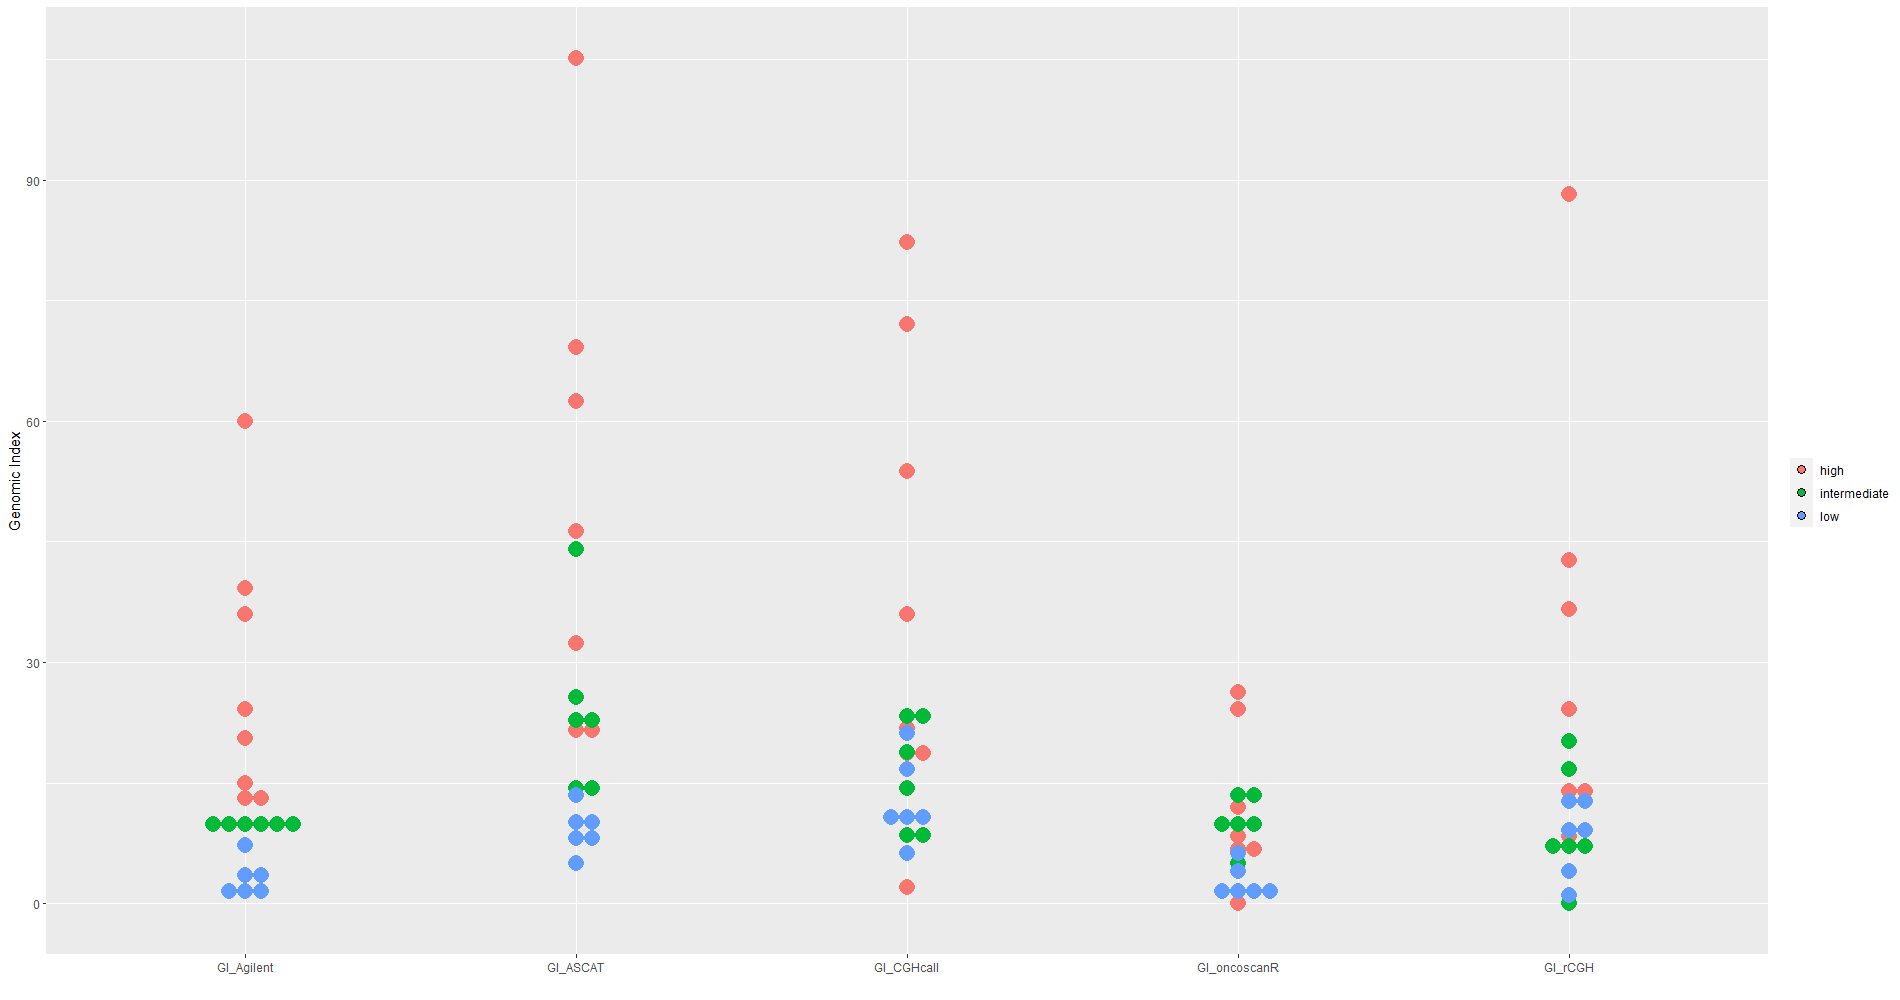 Genomic Index
90
60
30
0
GI_Agilent
GI_ASCAT
GI_CGHcall
GI_oncoscanR
GI_rCGH
high
intermediate
low